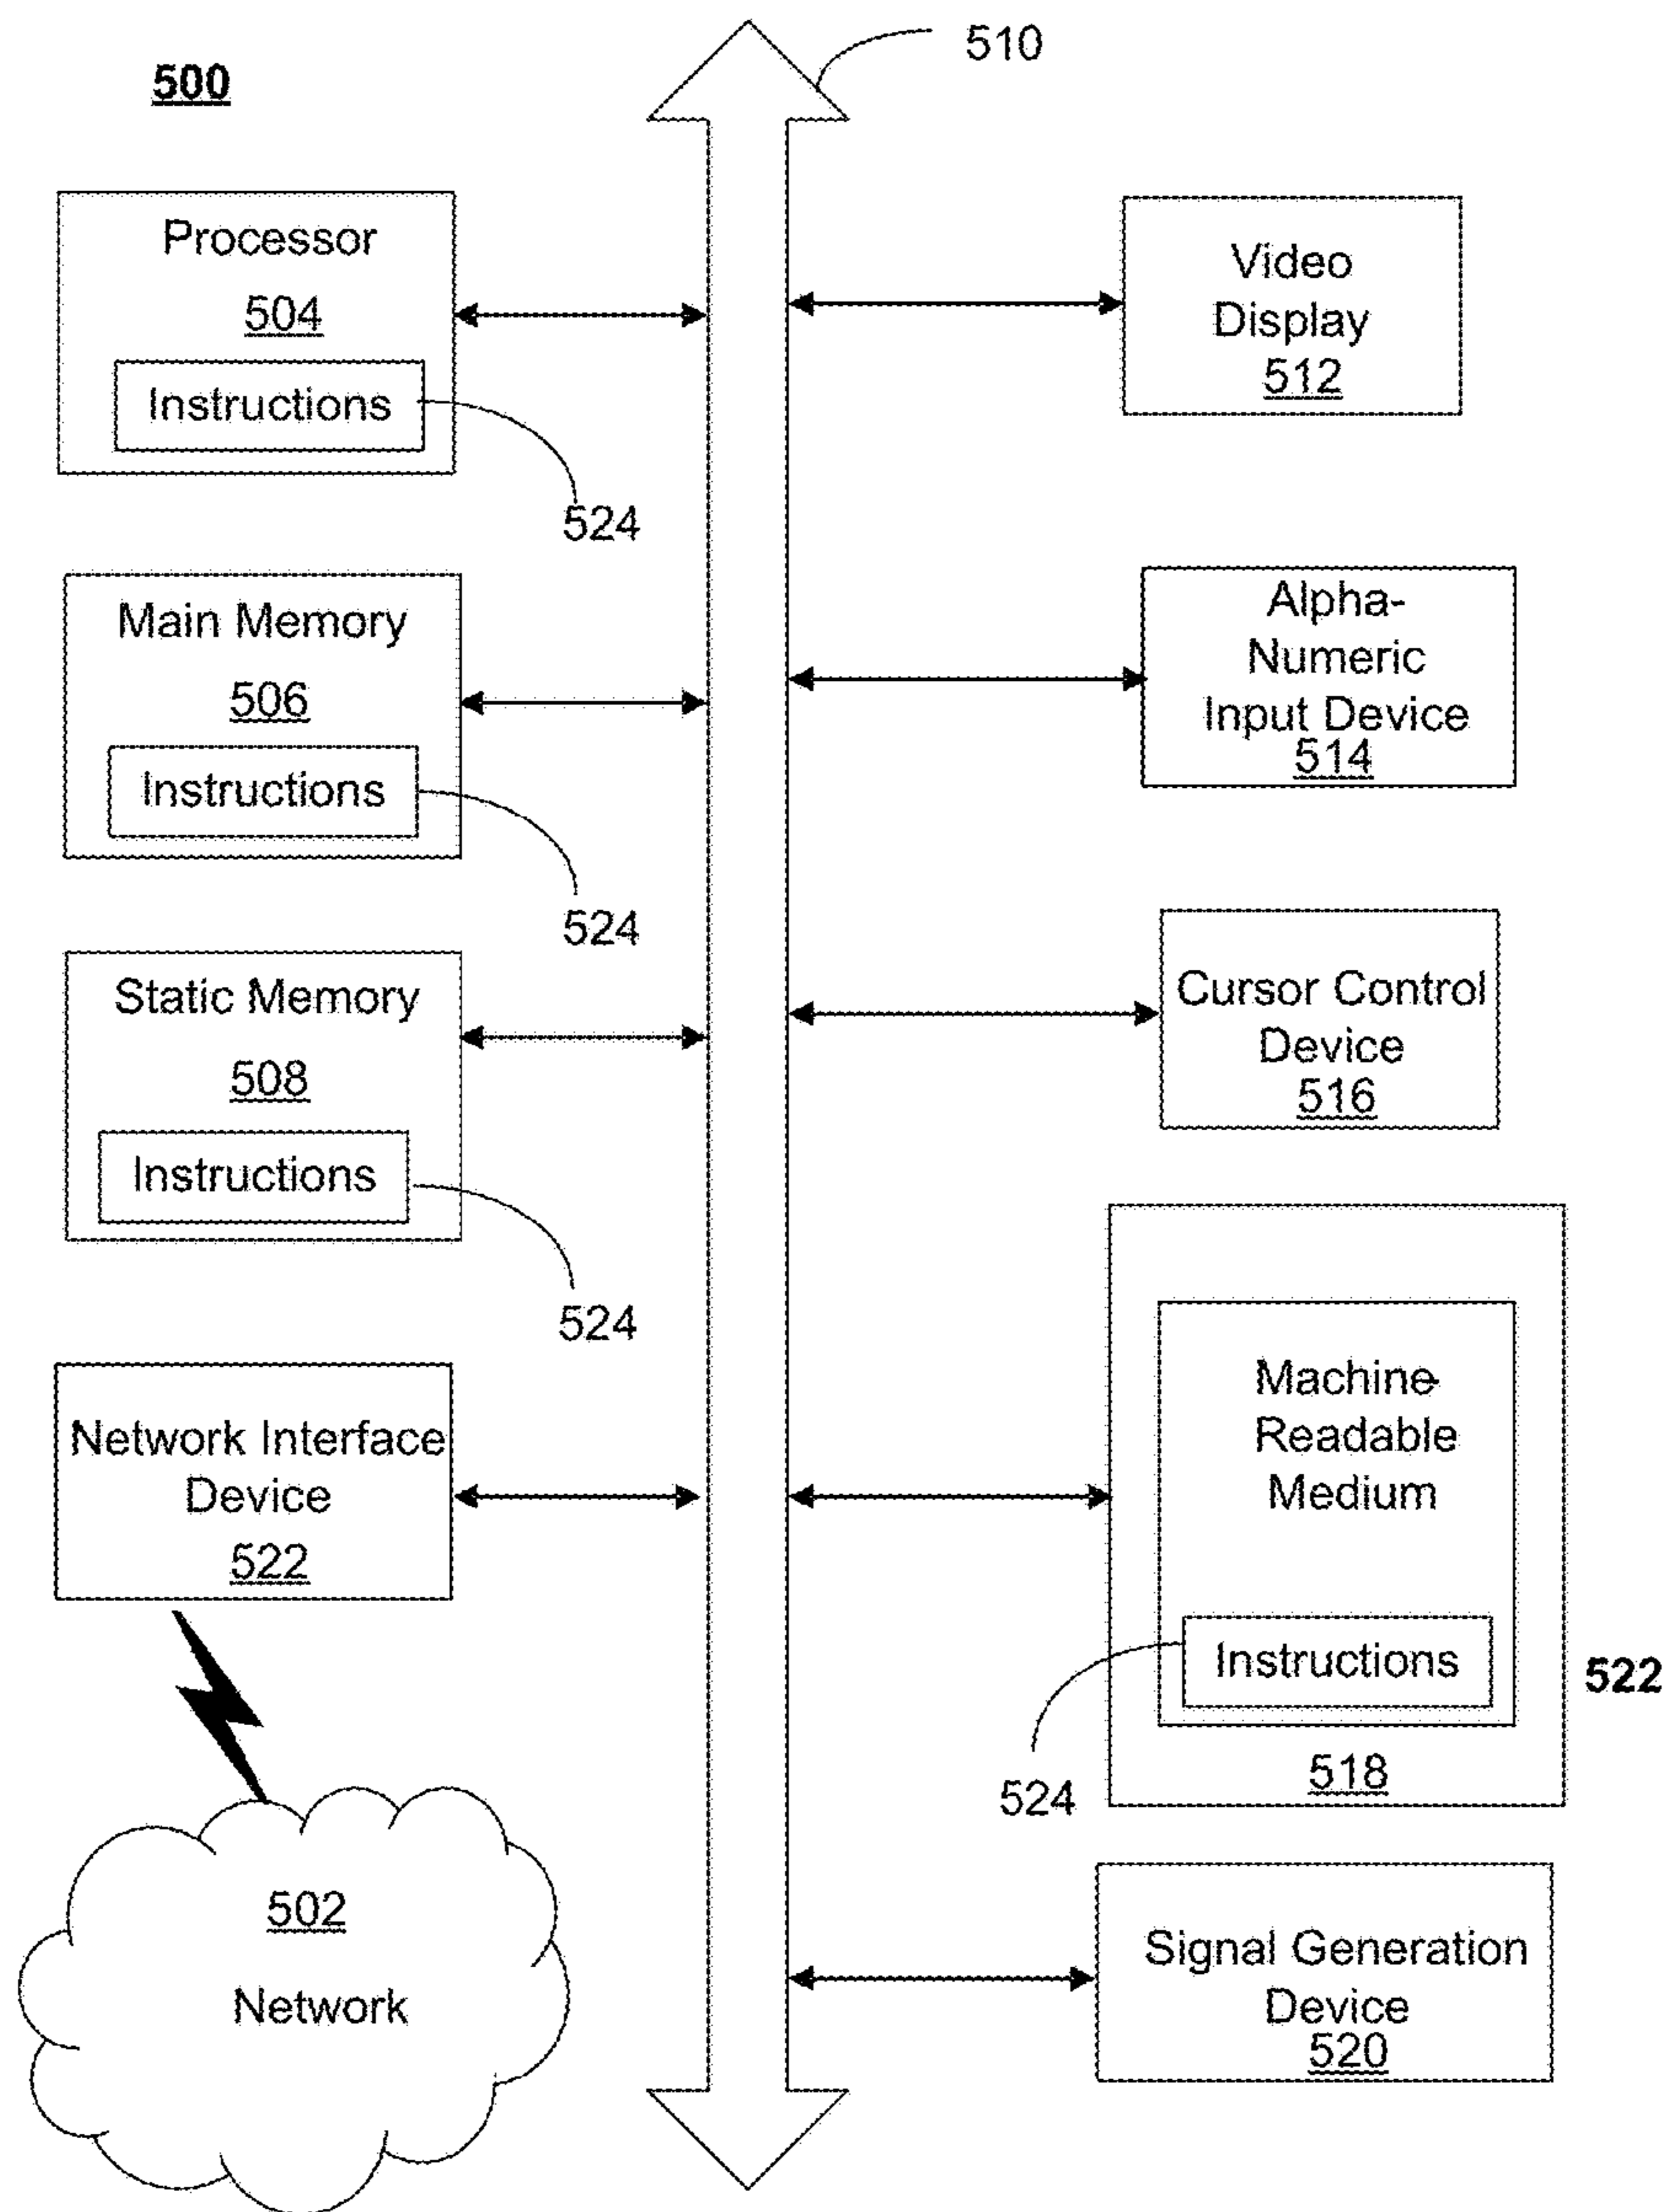 500
510
Processor
504
Instructions
524
Main Memory
506
Instructions
524
Static Memory
508
Instructions
524
Network Interface
Device
522
502
Network
Video
Display
512
Alpha-
Numeric
Input Device
514
Cursor Control
Device
516
Machine-
Readable
Medium
Instructions
522
524
518
Signal Generation
Device
520